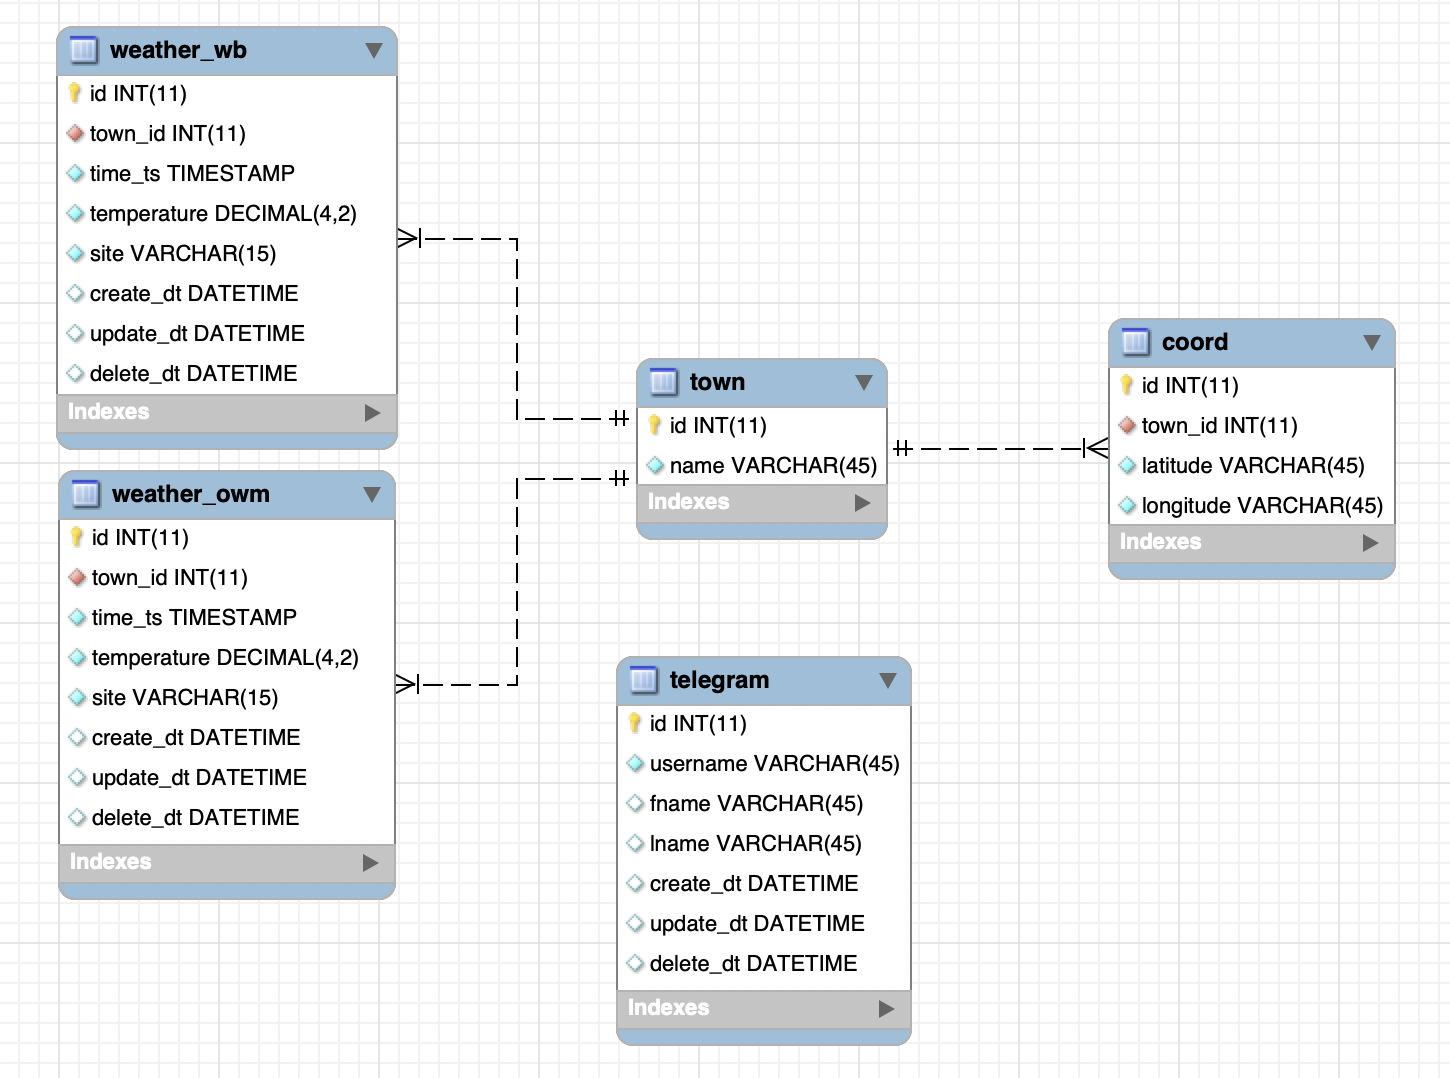 weather_wb
id INT(11)
town_id INT(11)
time_ts TIMESTAMP
temperature DECIMAL(4,2)
site VARCHAR(15)
create_dt DATETIME
update_dt DATETIME
delete_dt DATETIME
Indexes
weather_owm
id INT(11)
town_id INT(11)
time_ts TIMESTAMP
temperature DECIMAL(4,2)
site VARCHAR(15)
create_dt DATETIME
update_dt DATETIME
delete_dt DATETIME
Indexes
town
id INT(11)
name VARCHAR(45)
Indexes
telegram
id INT(11)
username VARCHAR(45)
fname VARCHAR(45)
lname VARCHAR(45)
create_dt DATETIME
update_dt DATETIME
delete_dt DATETIME
Indexes
coord
id INT(11)
town_id INT(11)
latitude VARCHAR(45)
longitude VARCHAR(45)
Indexes